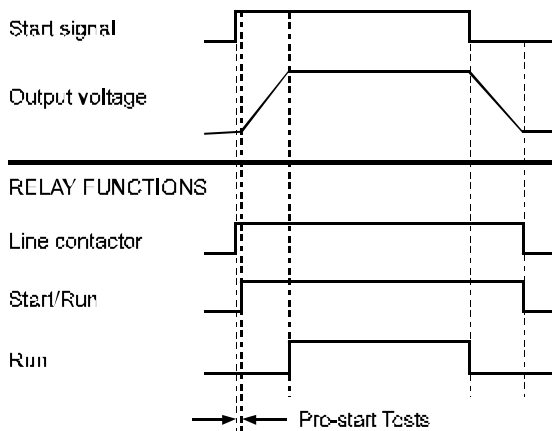 Start signal
Output voltage
RELAY FUNCTIONS
Line contactor
Start/Run
Run
Pre-start Tests